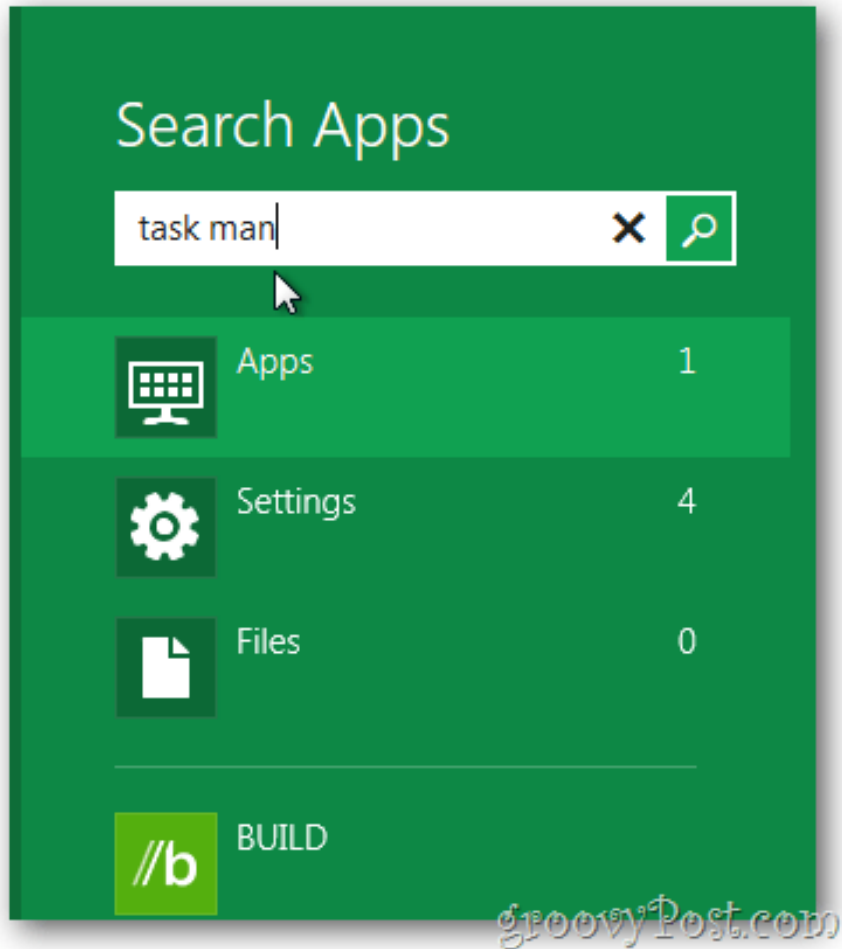 Search Apps
task man
Apps 1
Settings 4
Files 0
//b BUILD
groovyPost.com